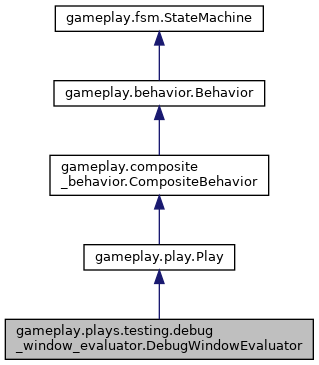 gameplay.fsm.StateMachine
gameplay.behavior.Behavior
gameplay.composite
_behavior.CompositeBehavior
gameplay.play.Play
gameplay.plays.testing.debug
_window_evaluator.DebugWindowEvaluator